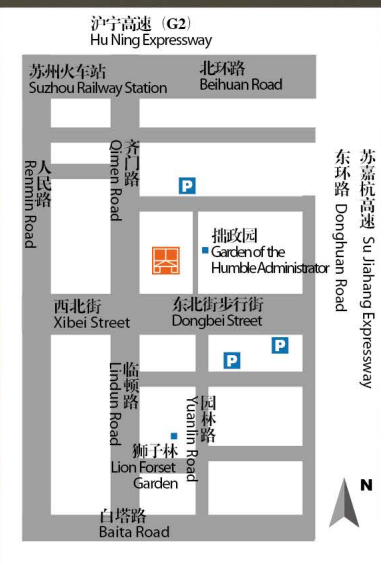 沪宁高速（G2）
Hu Ning Expressway
苏州火车站
Suzhou Railway Station
北环路
Beihuan Road
人民路
Renmin Road
齐门路
Qimen Road
P
拙政园
Garden of the
Humble Administrator
东环路 Donghuan Road
苏嘉杭高速 Su Jiahang Expressway
西北街
Xibei Street
东北街步行街
Dongbei Street
P
P
临顿路
Lindun Road
园林路
Yuanlin Road
狮子林
Lion Forset
Garden
N
白塔路
Baita Road